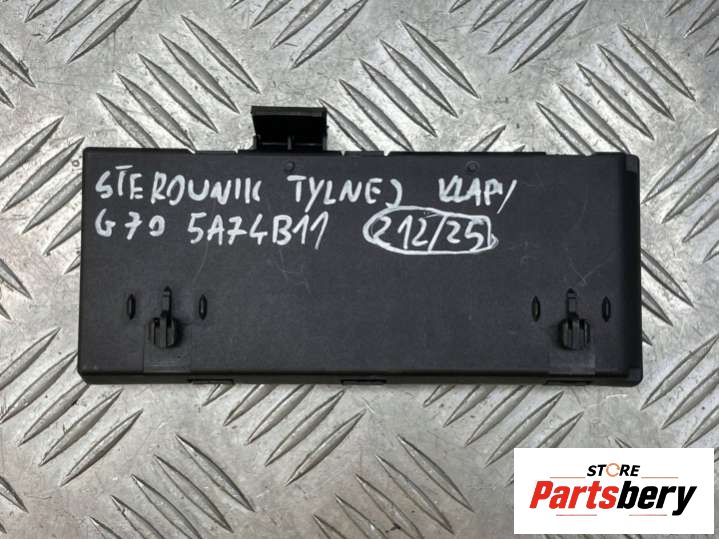 STEROWNIK TYLNEJ KLAPY
G70 5A74B11 212/25
STORE
Partsbery